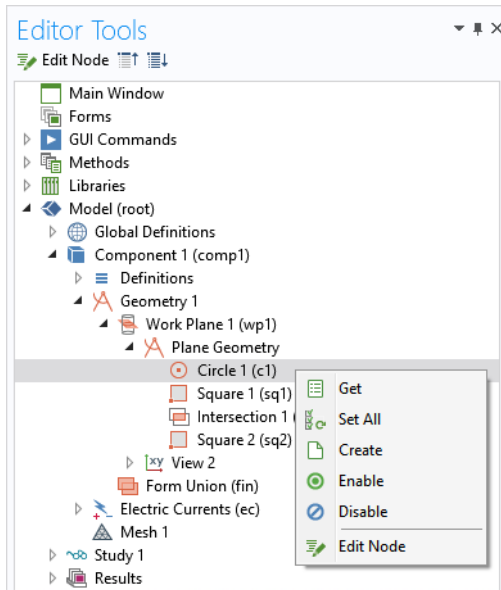 Editor Tools
Edit Node
Main Window
Forms
GUI Commands
Methods
Libraries
Model (root)
Global Definitions
Component 1 (comp1)
Definitions
Geometry 1
Work Plane 1 (wp1)
Plane Geometry
Circle 1 (c1)
Square 1 (sq1)
Intersection 1 (
Square 2 (sq2)
xy View 2
Form Union (fin)
Electric Currents (ec)
Mesh 1
Study 1
Results
Get
Set All
Create
Enable
Disable
Edit Node